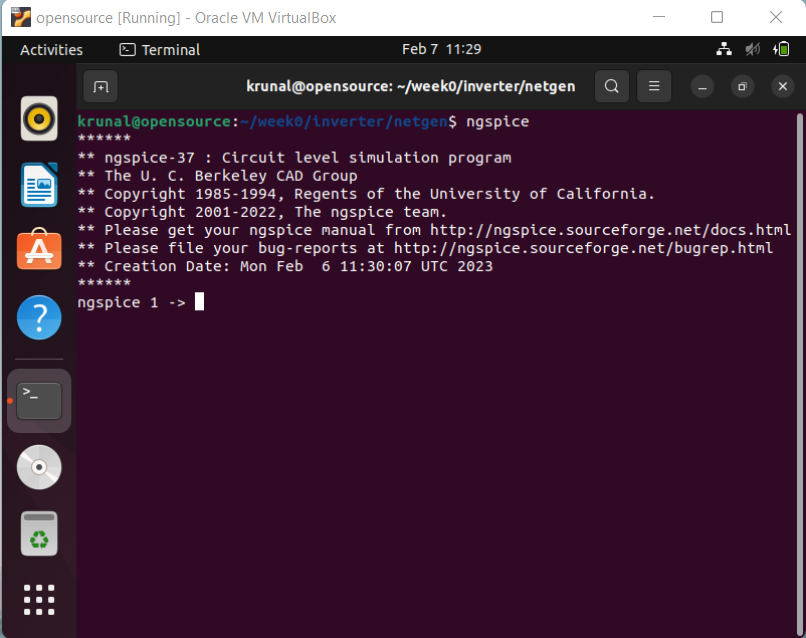 opensource [Running] - Oracle VM VirtualBox
Activities Terminal Feb 7 11:29
krunal@opensource: ~/week0/inverter/netgen
krunal@opensource:~/week0/inverter/netgen$ ngspice
******
** ngspice-37 : Circuit level simulation program
** The U. C. Berkeley CAD Group
** Copyright 1985-1994, Regents of the University of California.
** Copyright 2001-2022, The ngspice team.
** Please get your ngspice manual from http://ngspice.sourceforge.net/docs.html
** Please file your bug-reports at http://ngspice.sourceforge.net/bugrep.html
** Creation Date: Mon Feb  6 11:30:07 UTC 2023
******
ngspice 1 ->